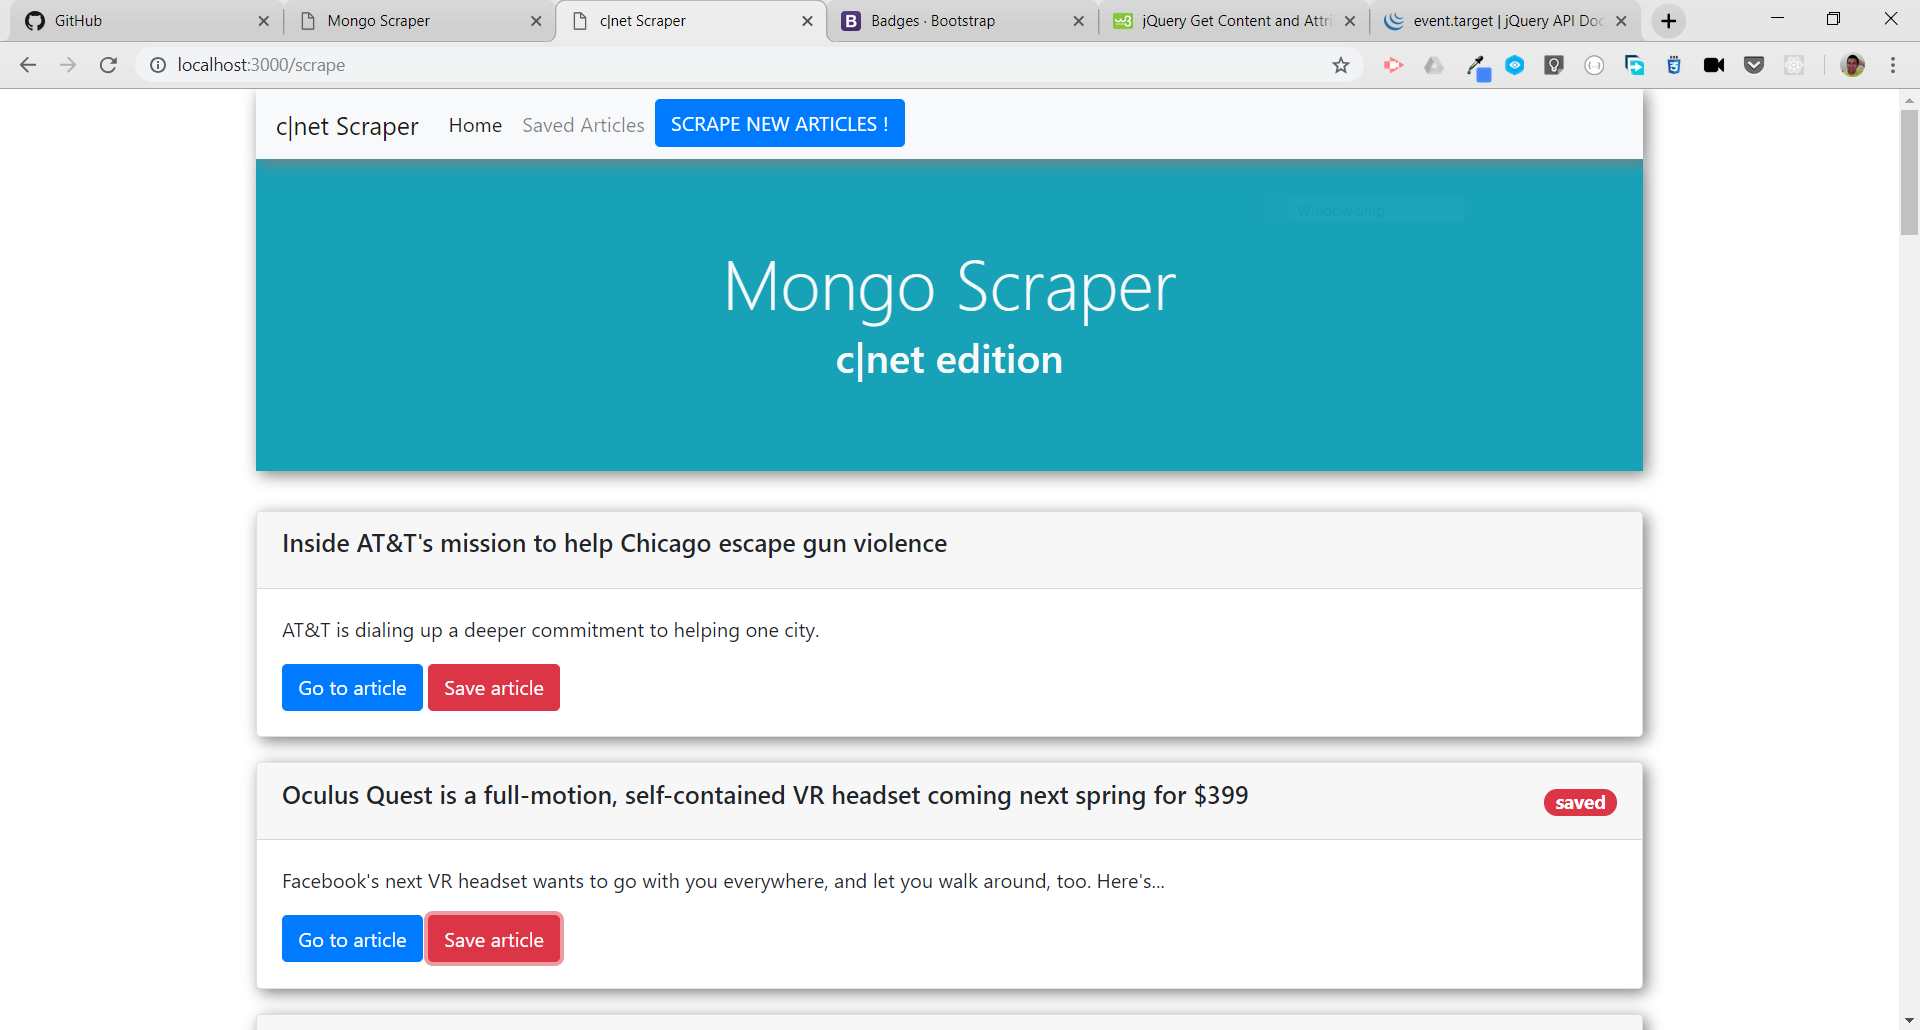 GitHub
Mongo Scraper
c|net Scraper
Badges · Bootstrap
jQuery Get Content and Attri
event.target | jQuery API Doc
localhost:3000/scrape
c|net Scraper
Home
Saved Articles
SCRAPE NEW ARTICLES !
Window Snip
Mongo Scraper
c|net edition
Inside AT&T's mission to help Chicago escape gun violence
AT&T is dialing up a deeper commitment to helping one city.
Go to article
Save article
Oculus Quest is a full-motion, self-contained VR headset coming next spring for $399
saved
Facebook's next VR headset wants to go with you everywhere, and let you walk around, too. Here's...
Go to article
Save article